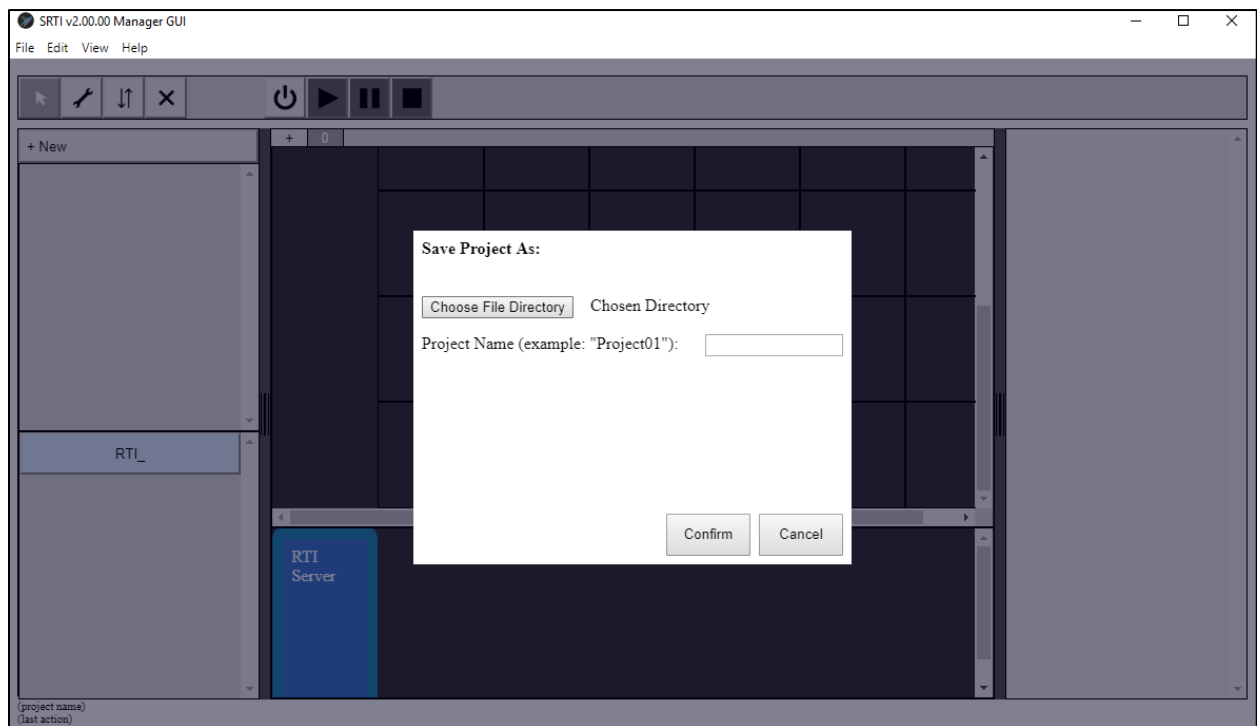 SRTI v2.00.00 Manager GUI
File Edit View Help
+ New
+ 0
Save Project As:
Choose File Directory Chosen Directory
Project Name (example: "Project01"):
RTI_
Confirm Cancel
RTI
Server
(project name)
(last action)